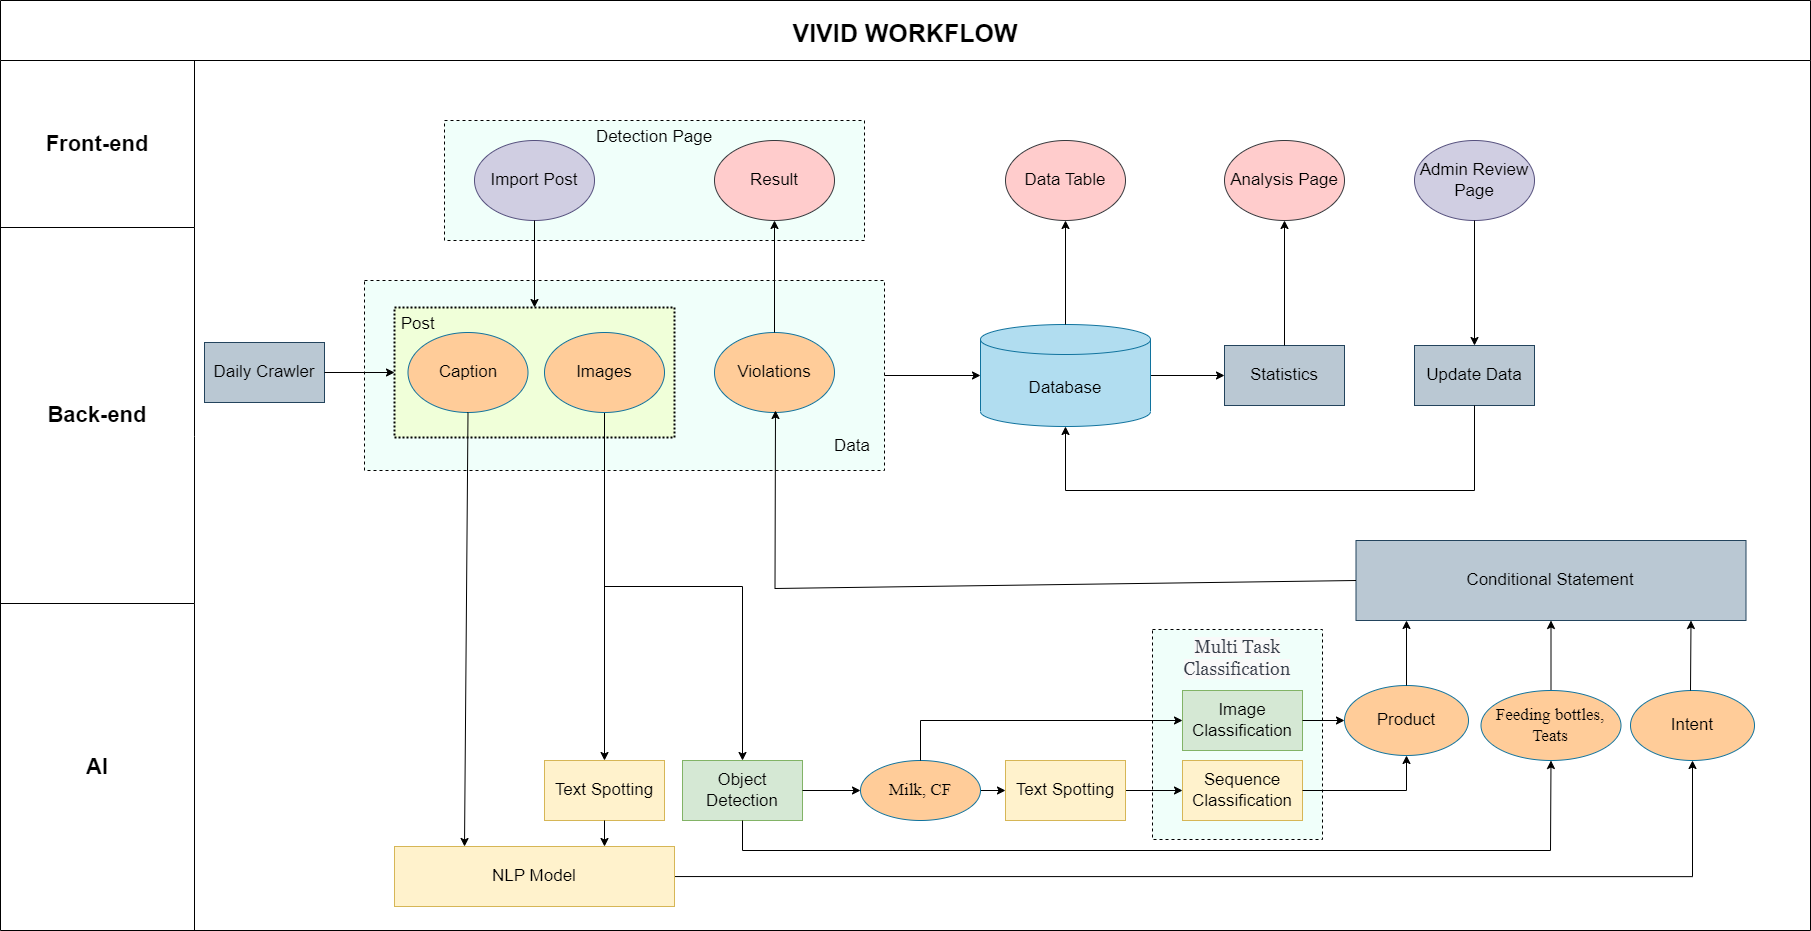 VIVID WORKFLOW
Front-end
Detection Page
Import Post
Result
Data Table
Analysis Page
Admin Review
Page
Back-end
Daily Crawler
Post
Caption
Images
Violations
Data
Database
Statistics
Update Data
Conditional Statement
AI
Multi Task
Classification
Image
Classification
Product
Feeding bottles,
Teats
Intent
Text Spotting
Object
Detection
Milk, CF
Text Spotting
Sequence
Classification
NLP Model